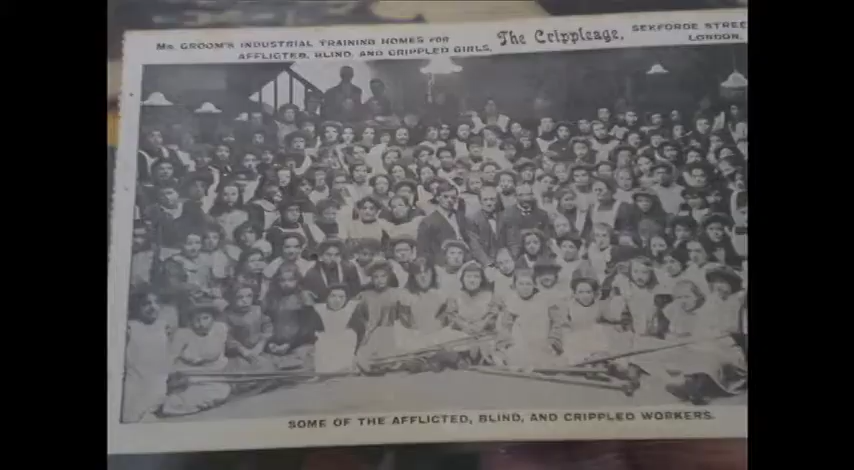 MR. GROOM'S INDUSTRIAL TRAINING HOMES FOR
AFFLICTED, BLIND, AND CRIPPLED GIRLS.
The Crippleage,
SEKFORDE STREET
LONDON.
SOME OF THE AFFLICTED, BLIND, AND CRIPPLED WORKERS.